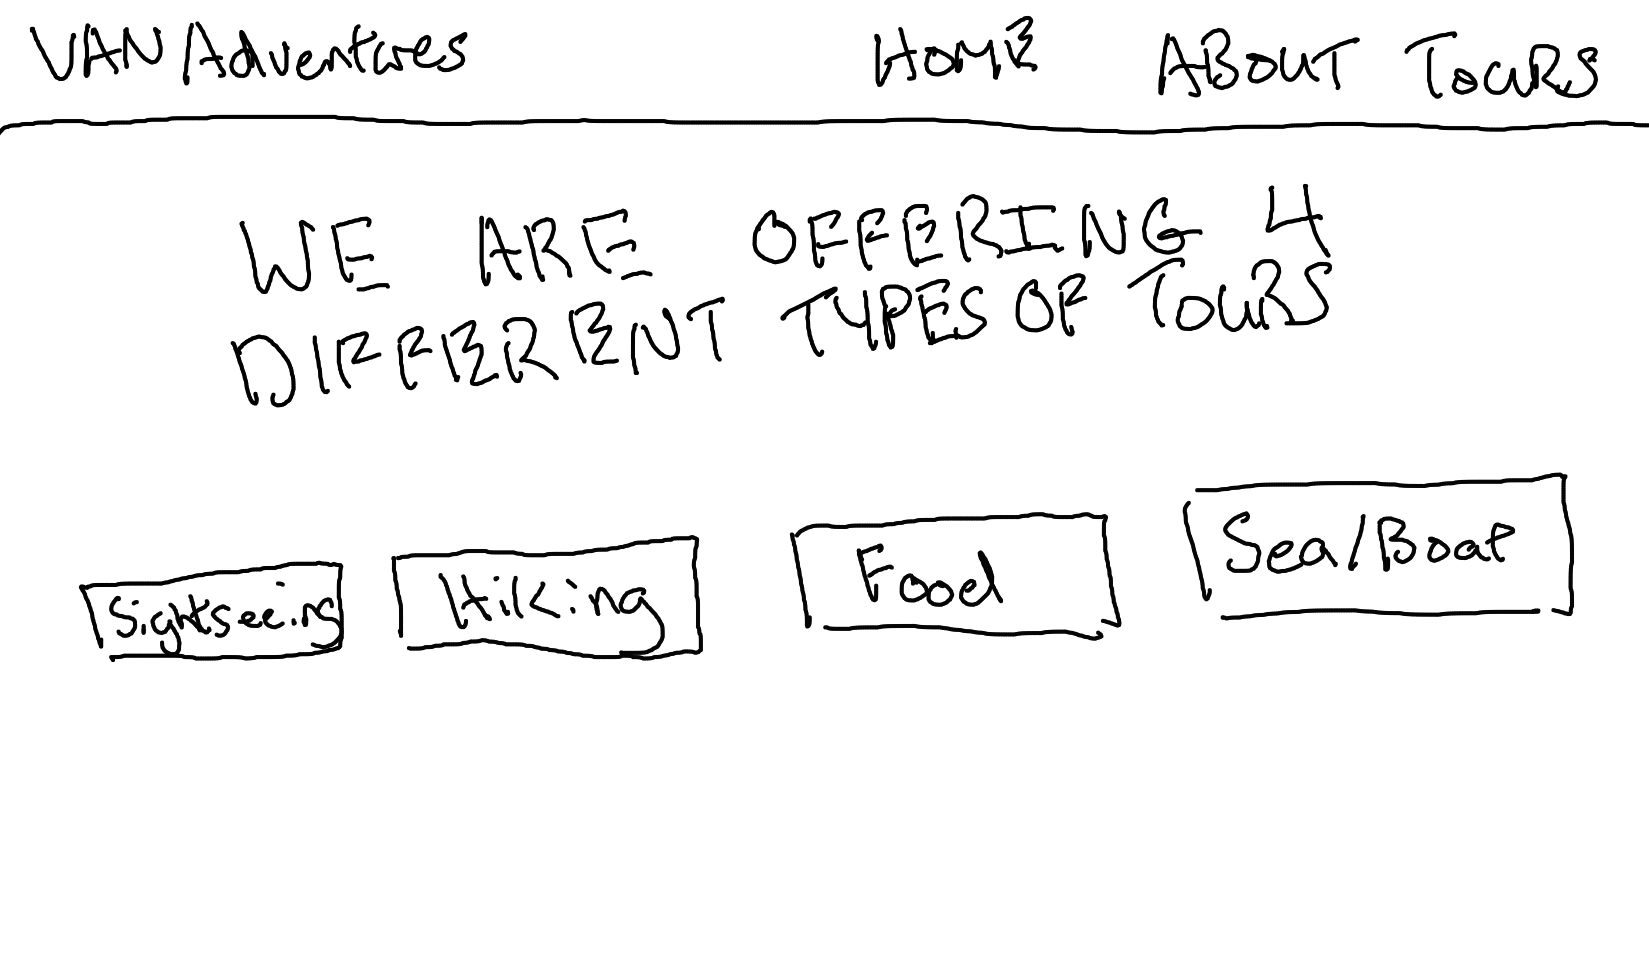 VAN Adventures HOME ABOUT TOURS
WE ARE OFFERING 4
DIFFERENT TYPES OF TOURS
Sightseeing Hiking Food Sea/Boat